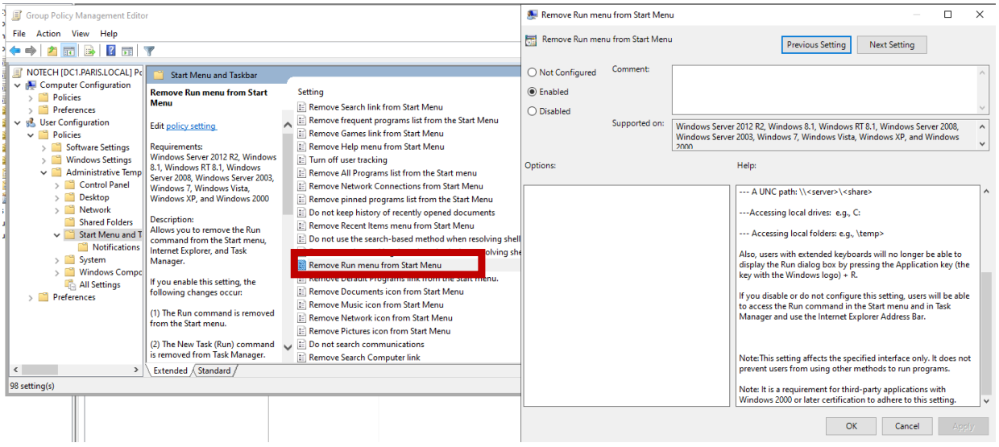 Group Policy Management Editor
File Action View Help
NOTECH [DC1.PARIS.LOCAL] Pc
Computer Configuration
Policies
Preferences
User Configuration
Policies
Software Settings
Windows Settings
Administrative Temp
Control Panel
Desktop
Network
Shared Folders
Start Menu and T
Notifications
System
Windows Compc
All Settings
Preferences
Start Menu and Taskbar
Remove Run menu from Start
Menu
Edit policy setting
Requirements:
Windows Server 2012 R2, Windows
8.1, Windows RT 8.1, Windows
Server 2008, Windows Server 2003,
Windows 7, Windows Vista,
Windows XP, and Windows 2000
Description:
Allows you to remove the Run
command from the Start menu,
Internet Explorer, and Task
Manager.
If you enable this setting, the
following changes occur:
(1) The Run command is removed
from the Start menu.
(2) The New Task (Run) command
is removed from Task Manager.
Setting
Remove Search link from Start Menu
Remove frequent programs list from the Start Menu
Remove Games link from Start Menu
Remove Help menu from Start Menu
Turn off user tracking
Remove All Programs list from the Start menu
Remove Network Connections from Start Menu
Remove pinned programs list from the Start Menu
Do not keep history of recently opened documents
Remove Recent Items menu from Start Menu
Do not use the search-based method when resolving shell
olving she
Remove Run menu from Start Menu
Remove Default Programs link from the Start menu.
Remove Documents icon from Start Menu
Remove Music icon from Start Menu
Remove Network icon from Start Menu
Remove Pictures icon from Start Menu
Do not search communications
Remove Search Computer link
Extended Standard
98 setting(s)
Remove Run menu from Start Menu
Remove Run menu from Start Menu
Previous Setting Next Setting
Not Configured
Enabled
Disabled
Comment:
Supported on:
Windows Server 2012 R2, Windows 8.1, Windows RT 8.1, Windows Server 2008,
Windows Server 2003, Windows 7, Windows Vista, Windows XP, and Windows
2000
Options:
Help:
--- A UNC path: \\<server>\<share>
---Accessing local drives: e.g., C:
--- Accessing local folders: e.g., \temp>
Also, users with extended keyboards will no longer be able to
display the Run dialog box by pressing the Application key (the
key with the Windows logo) + R.
If you disable or do not configure this setting, users will be able
to access the Run command in the Start menu and in Task
Manager and use the Internet Explorer Address Bar.
Note:This setting affects the specified interface only. It does not
prevent users from using other methods to run programs.
Note: It is a requirement for third-party applications with
Windows 2000 or later certification to adhere to this setting.
OK Cancel Apply